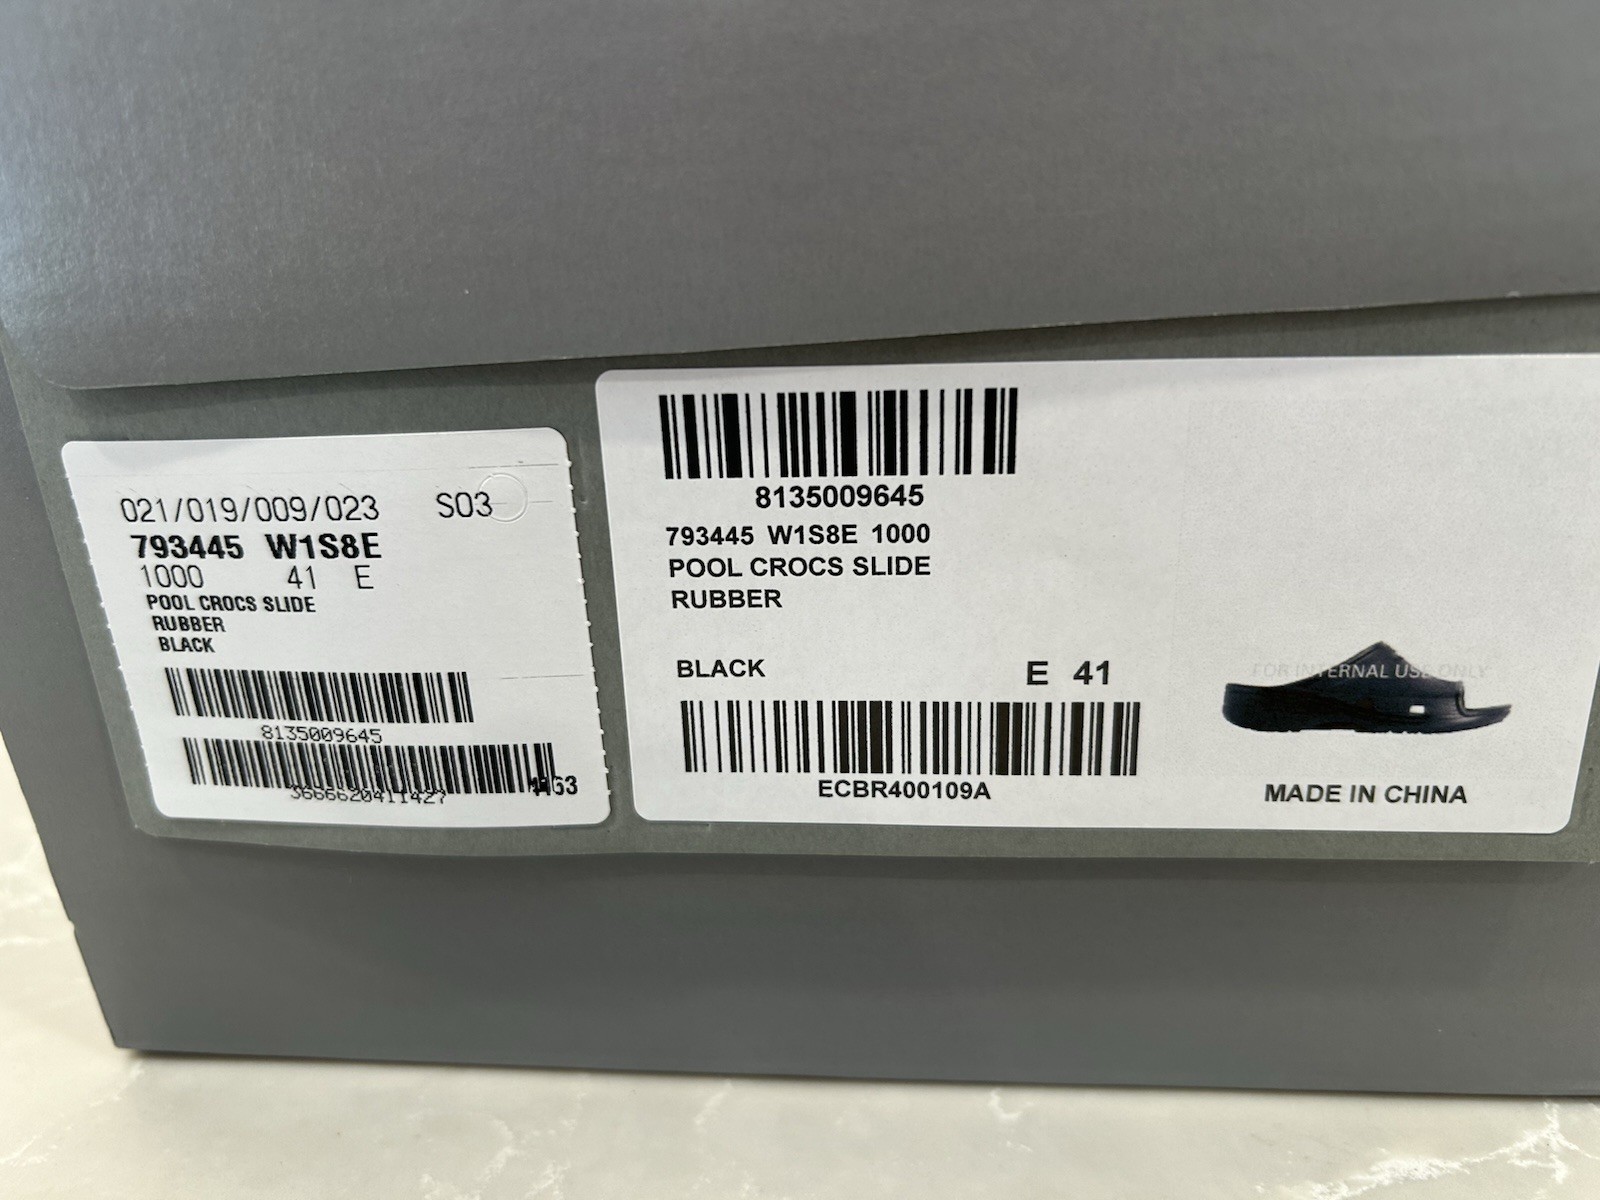 021/019/009/023 S03
793445 W1S8E
1000 41 E
POOL CROCS SLIDE
RUBBER
BLACK
8135009645
3666620411427
8135009645
793445 W1S8E 1000
POOL CROCS SLIDE
RUBBER
BLACK E 41
ECBR400109A
FOR INTERNAL USE ONLY
MADE IN CHINA